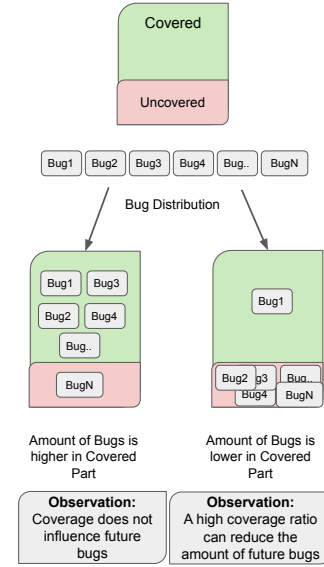 Covered
Uncovered
Bug1 Bug2 Bug3 Bug4 Bug.. BugN
Bug Distribution
Bug1 Bug3
Bug2 Bug4
Bug..
BugN
Amount of Bugs is
higher in Covered
Part
Observation:
Coverage does not
influence future
bugs
Bug1
Bug2 g3 Bug..
Bug4 BugN
Amount of Bugs is
lower in Covered
Part
Observation:
A high coverage ratio
can reduce the
amount of future bugs